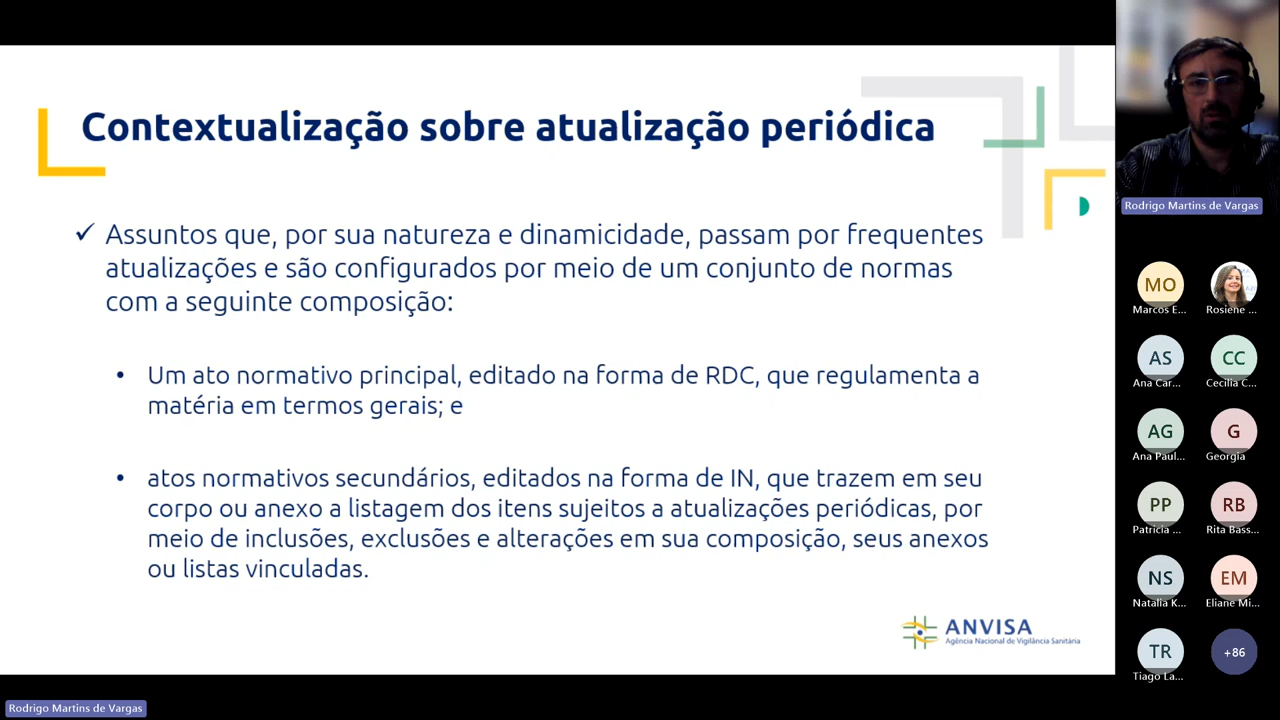 Contextualização sobre atualização periódica
✓ Assuntos que, por sua natureza e dinamicidade, passam por frequentes
atualizações e são configurados por meio de um conjunto de normas
com a seguinte composição:
• Um ato normativo principal, editado na forma de RDC, que regulamenta a
matéria em termos gerais; e
• atos normativos secundários, editados na forma de IN, que trazem em seu
corpo ou anexo a listagem dos itens sujeitos a atualizações periódicas, por
meio de inclusões, exclusões e alterações em sua composição, seus anexos
ou listas vinculadas.
ANVISA
Agência Nacional de Vigilância Sanitária
Rodrigo Martins de Vargas
MO
Marcos E...
Rosiene ...
AS
Ana Car...
CC
Cecilia C...
AG
Ana Paul...
G
Georgia
PP
Patricia ...
RB
Rita Bass...
NS
Natalia K...
EM
Eliane Mi...
TR
Tiago La...
+86
Rodrigo Martins de Vargas